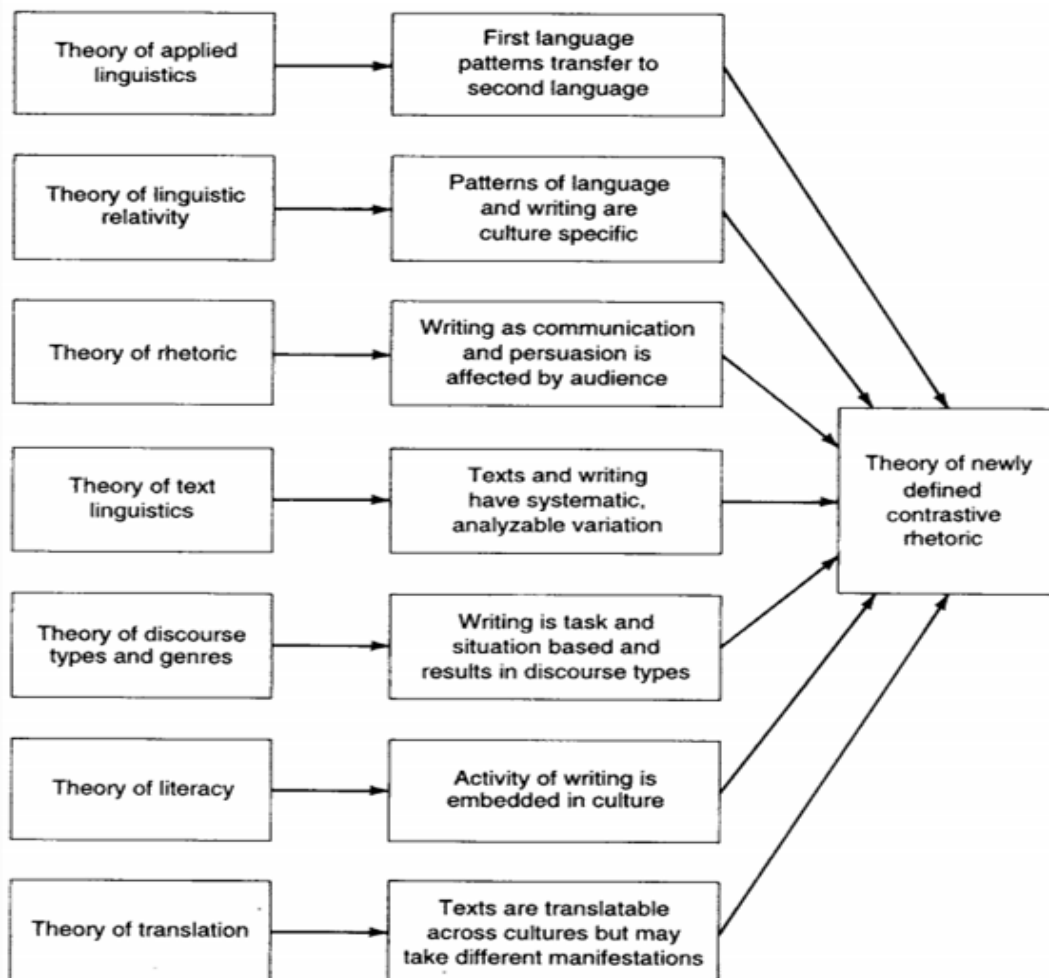 Theory of applied
linguistics
First language
patterns transfer to
second language
Theory of linguistic
relativity
Patterns of language
and writing are
culture specific
Theory of rhetoric
Writing as communication
and persuasion is
affected by audience
Theory of text
linguistics
Texts and writing
have systematic,
analyzable variation
Theory of newly
defined
contrastive
rhetoric
Theory of discourse
types and genres
Writing is task and
situation based and
results in discourse types
Theory of literacy
Activity of writing is
embedded in culture
Theory of translation
Texts are translatable
across cultures but may
take different manifestations